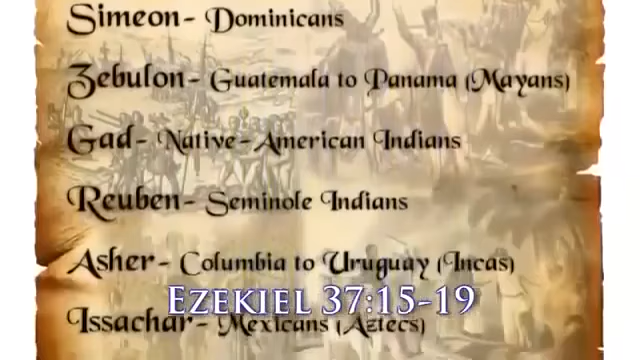 Simeon- Dominicans
Zebulon- Guatemala to Panama (Mayans)
Gad- Native-American Indians
Reuben- Seminole Indians
Asher- Columbia to Uruguay (Incas)
Ezekiel 37:15-19
Issachar- Mexicans (Aztecs)